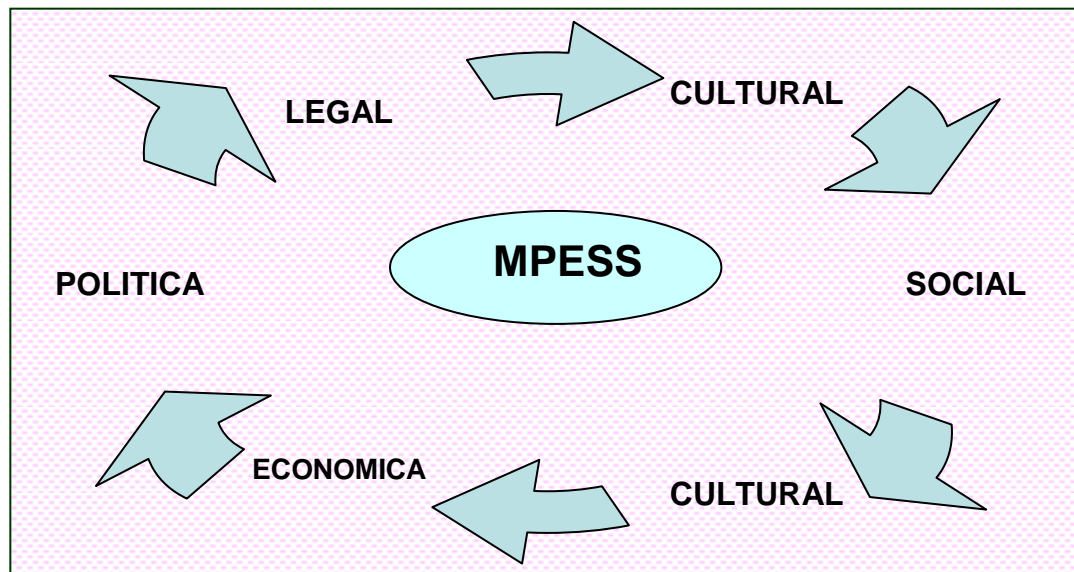 LEGAL
CULTURAL
MPESS
POLITICA
SOCIAL
ECONOMICA
CULTURAL